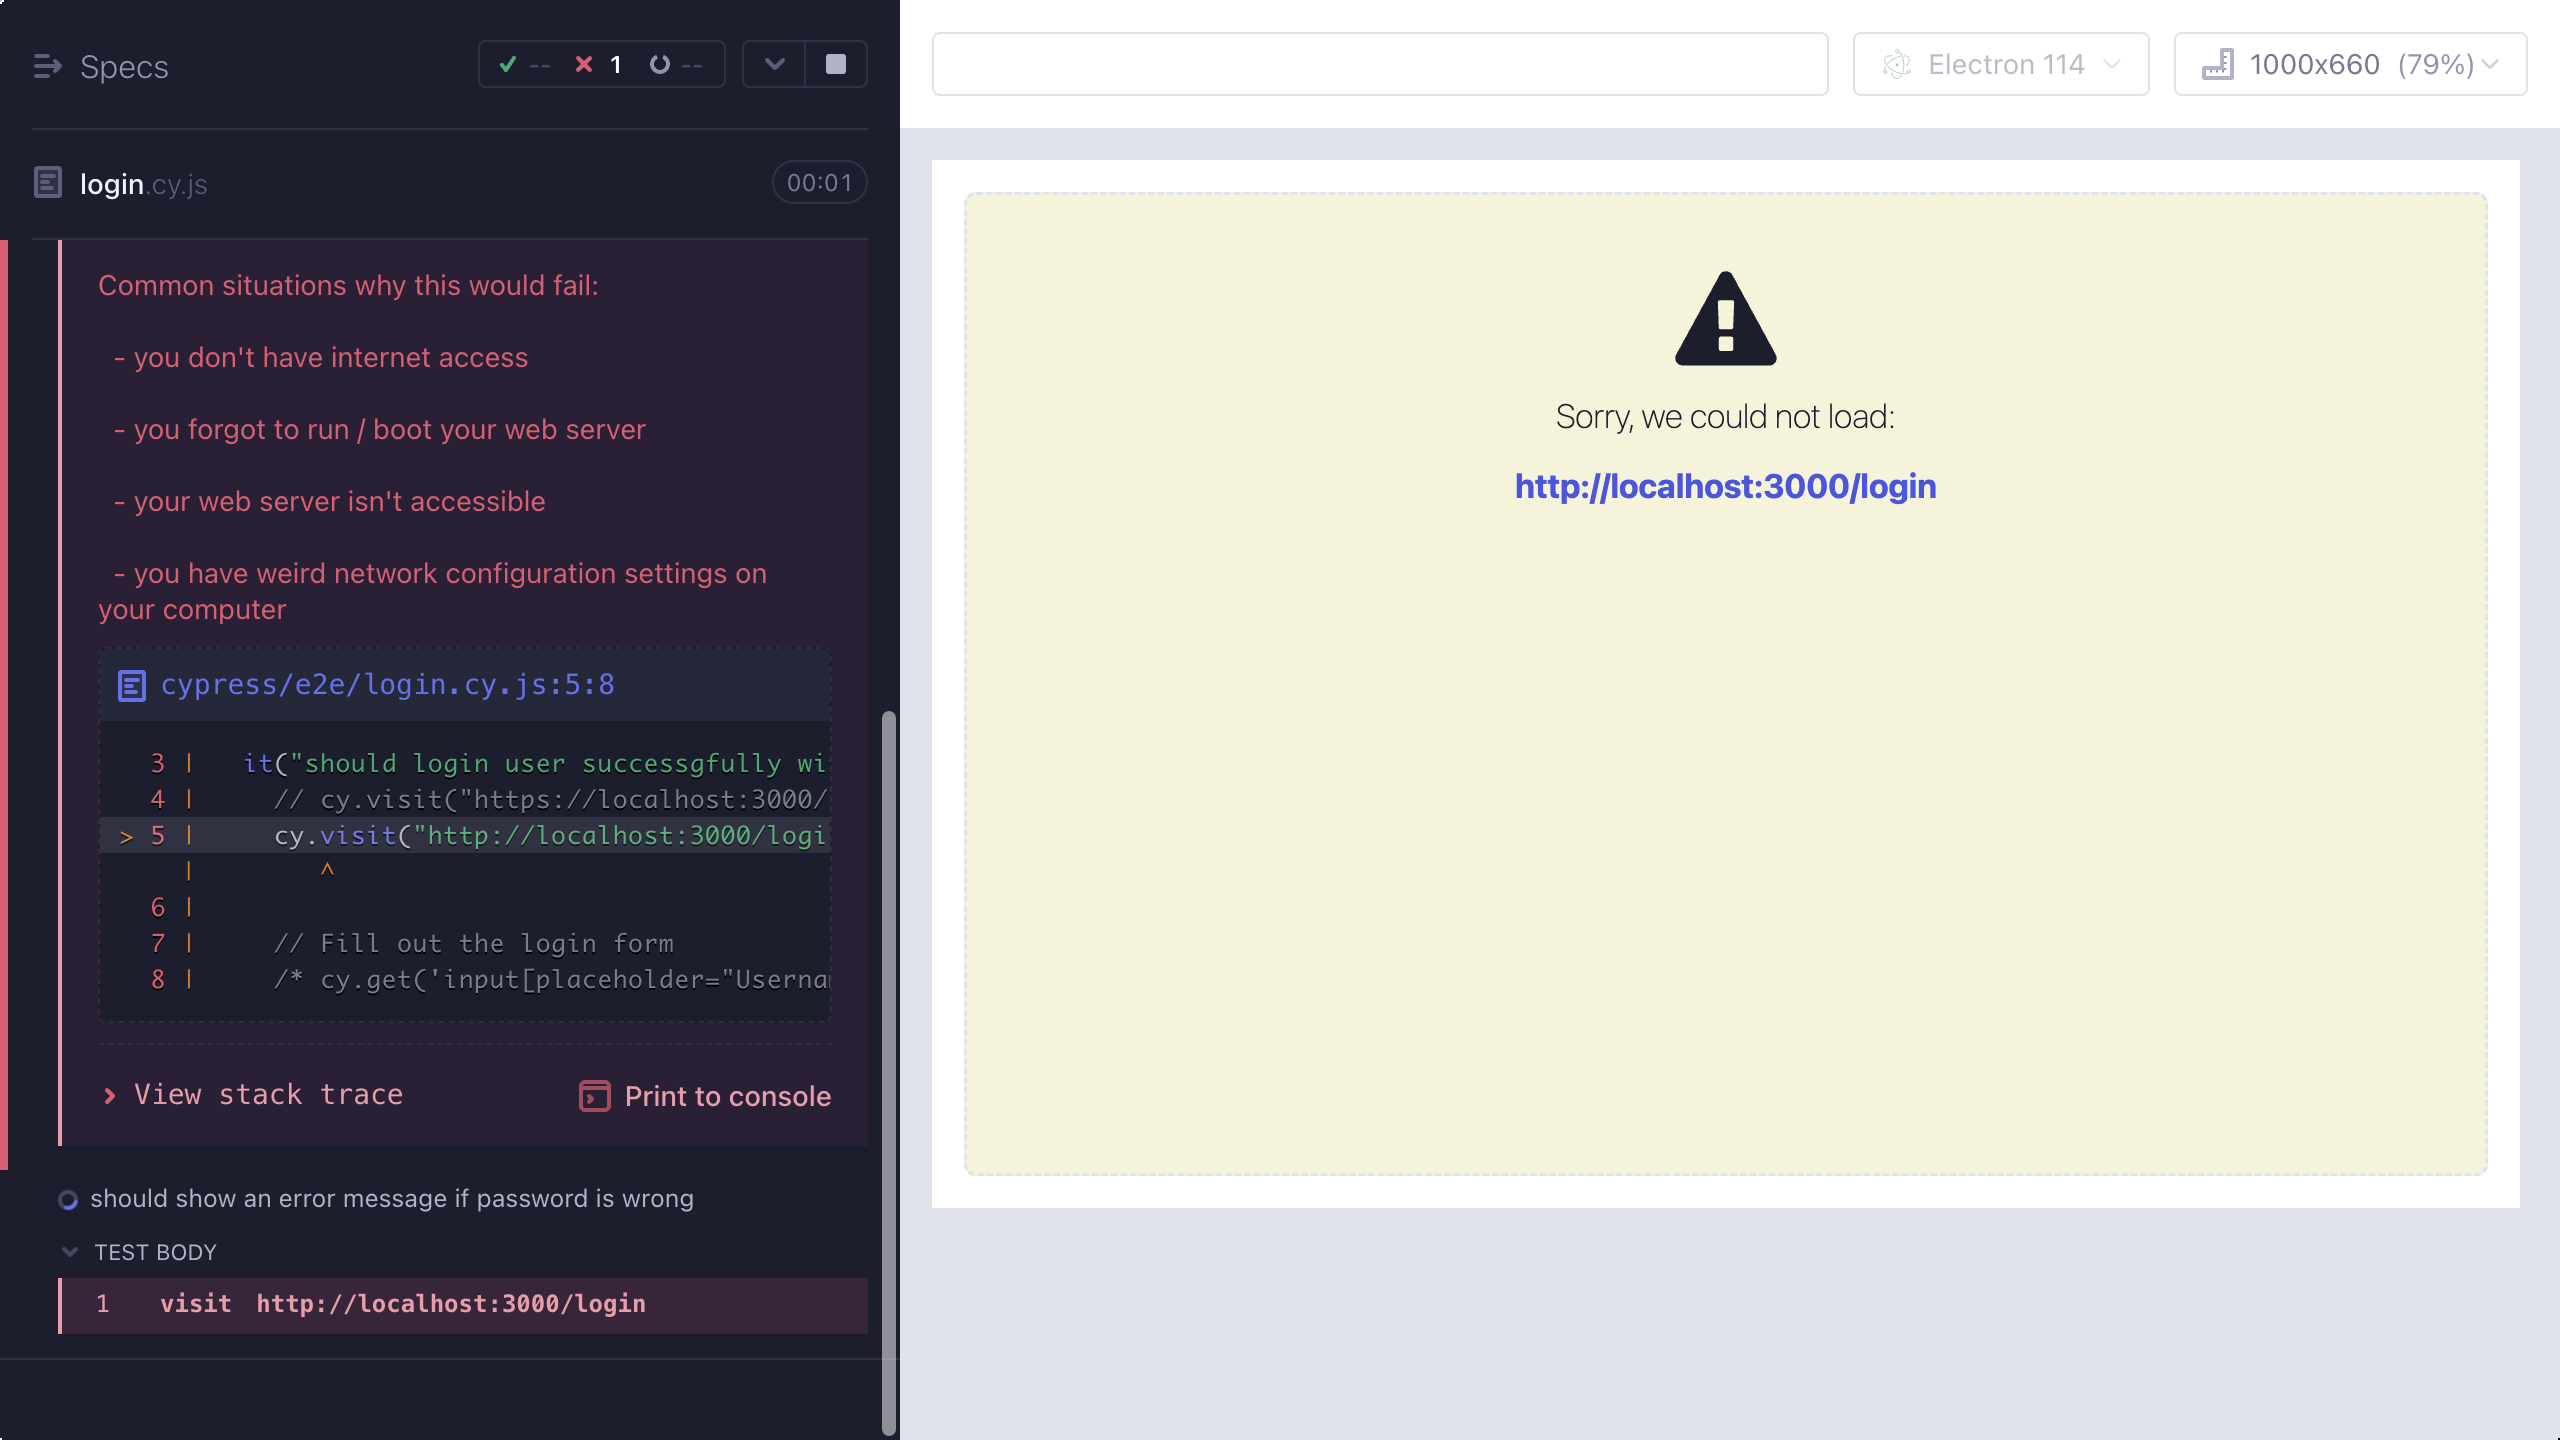 Specs
-- 1 --
login.cy.js
00:01
Common situations why this would fail:
- you don't have internet access
- you forgot to run / boot your web server
- your web server isn't accessible
- you have weird network configuration settings on
your computer
cypress/e2e/login.cy.js:5:8
3 | it("should login user successgfully wi
4 | // cy.visit("https://localhost:3000/
> 5 | cy.visit("http://localhost:3000/logi
| ^
6 |
7 | // Fill out the login form
8 | /* cy.get('input[placeholder="Userna
View stack trace
Print to console
should show an error message if password is wrong
TEST BODY
1 visit http://localhost:3000/login
Electron 114
1000x660 (79%)
Sorry, we could not load:
http://localhost:3000/login